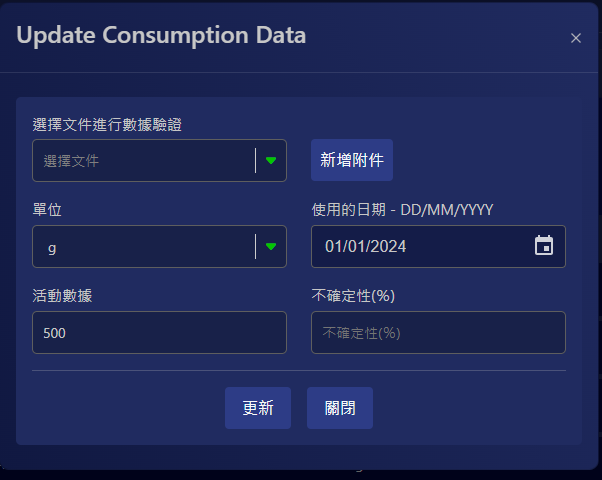 Update Consumption Data
×
選擇文件進行數據驗證
選擇文件
新增附件
單位
使用的日期 - DD/MM/YYYY
g
01/01/2024
活動數據
不確定性(%)
500
不確定性(%)
更新
關閉